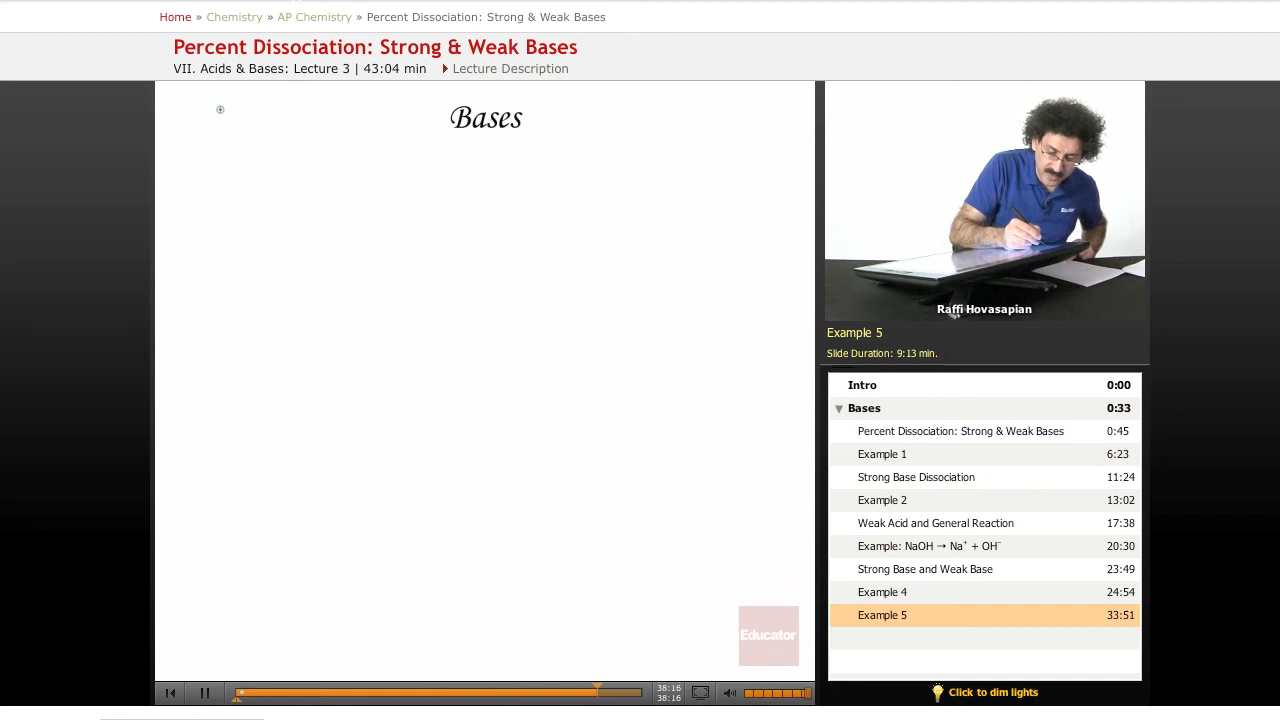 Home » Chemistry » AP Chemistry » Percent Dissociation: Strong & Weak Bases
Percent Dissociation: Strong & Weak Bases
VII. Acids & Bases: Lecture 3 | 43:04 min Lecture Description
Bases
Educator
Raffi Hovasapian
Example 5
Slide Duration: 9:13 min.
Intro 0:00
Bases 0:33
Percent Dissociation: Strong & Weak Bases 0:45
Example 1 6:23
Strong Base Dissociation 11:24
Example 2 13:02
Weak Acid and General Reaction 17:38
Example: NaOH → Na⁺ + OH⁻ 20:30
Strong Base and Weak Base 23:49
Example 4 24:54
Example 5 33:51
38:16
38:16
Click to dim lights